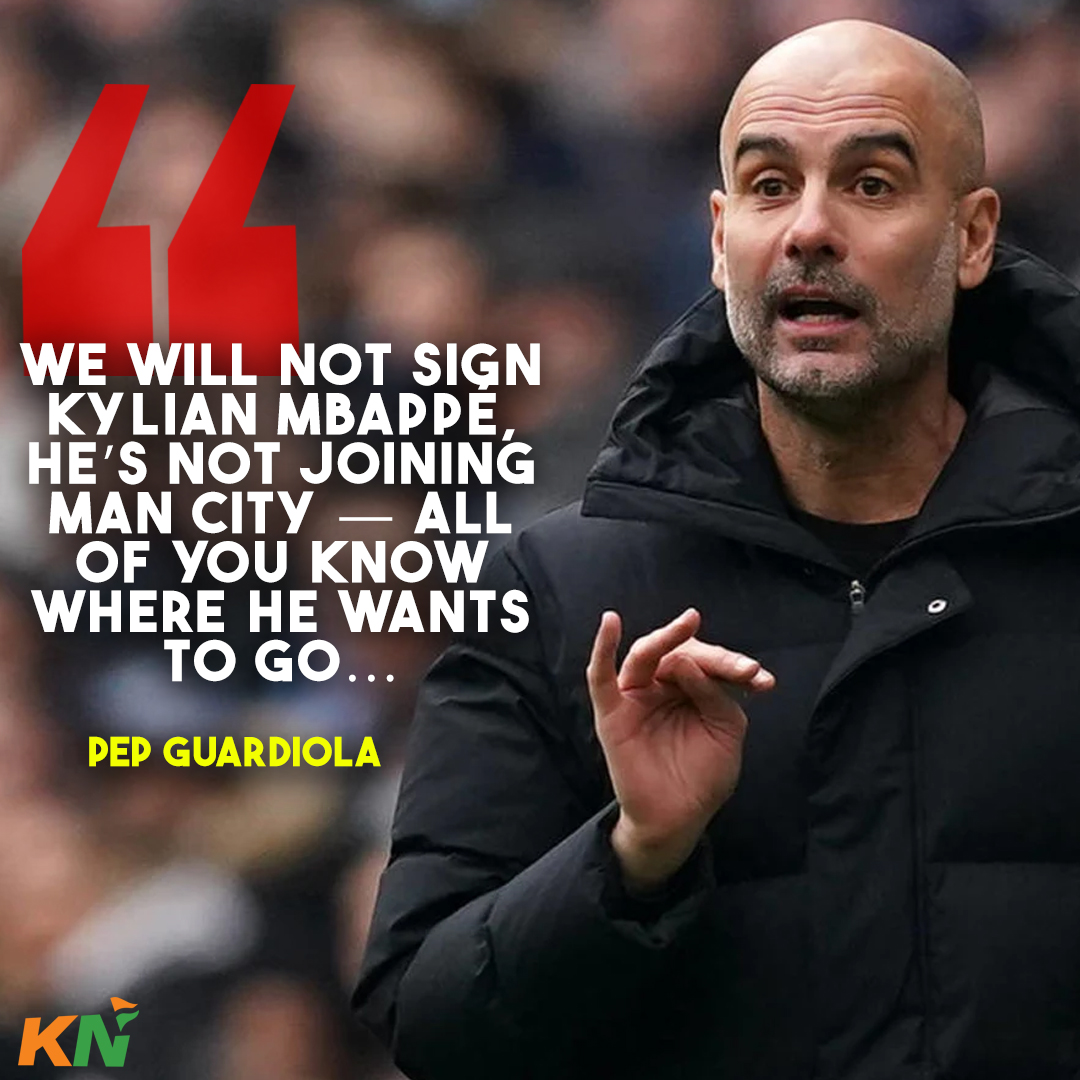 WE WILL NOT SIGN
KYLIAN MBAPPÉ,
HE'S NOT JOINING
MAN CITY — ALL
OF YOU KNOW
WHERE HE WANTS
TO GO...
PEP GUARDIOLA
KN